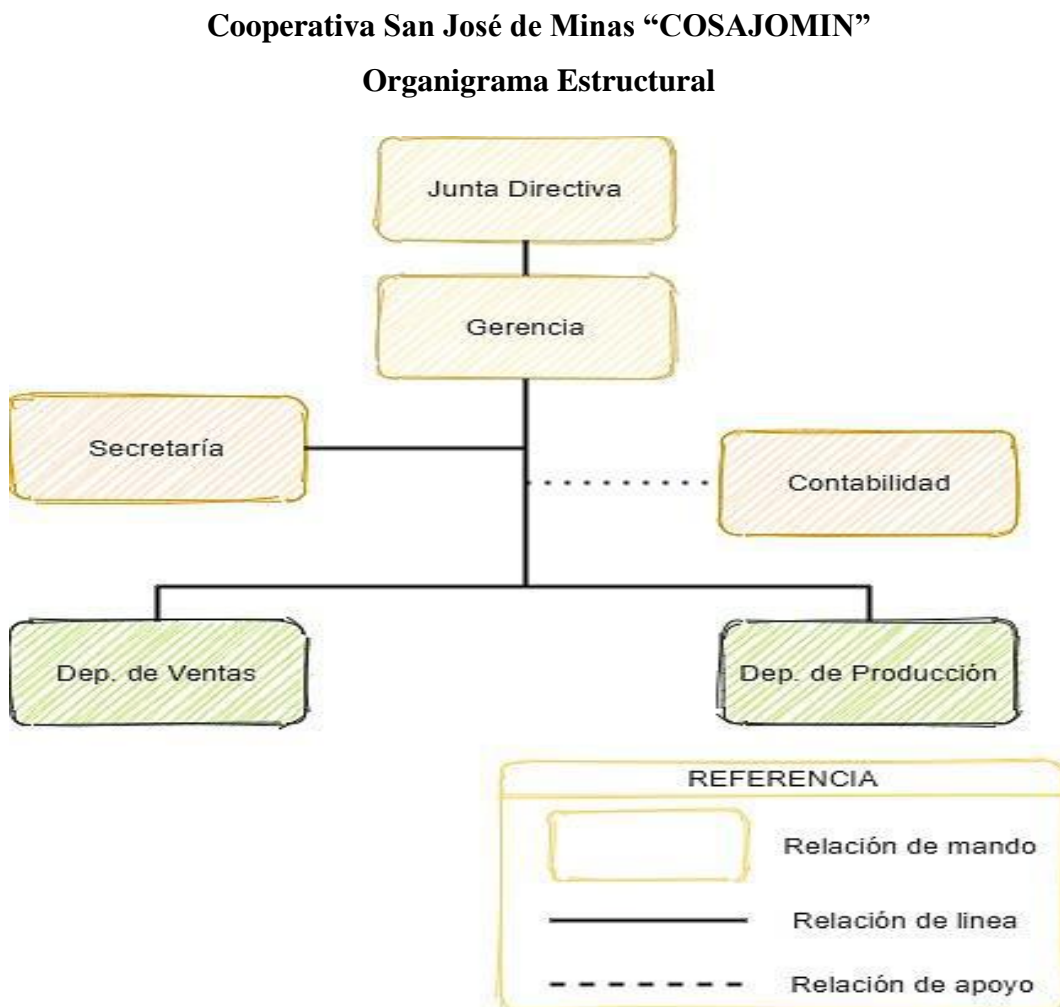 Cooperativa San José de Minas “COSAJOMIN”
Organigrama Estructural
Junta Directiva
Gerencia
Secretaría
Contabilidad
Dep. de Ventas
Dep. de Producción
REFERENCIA
Relación de mando
Relación de linea
Relación de apoyo